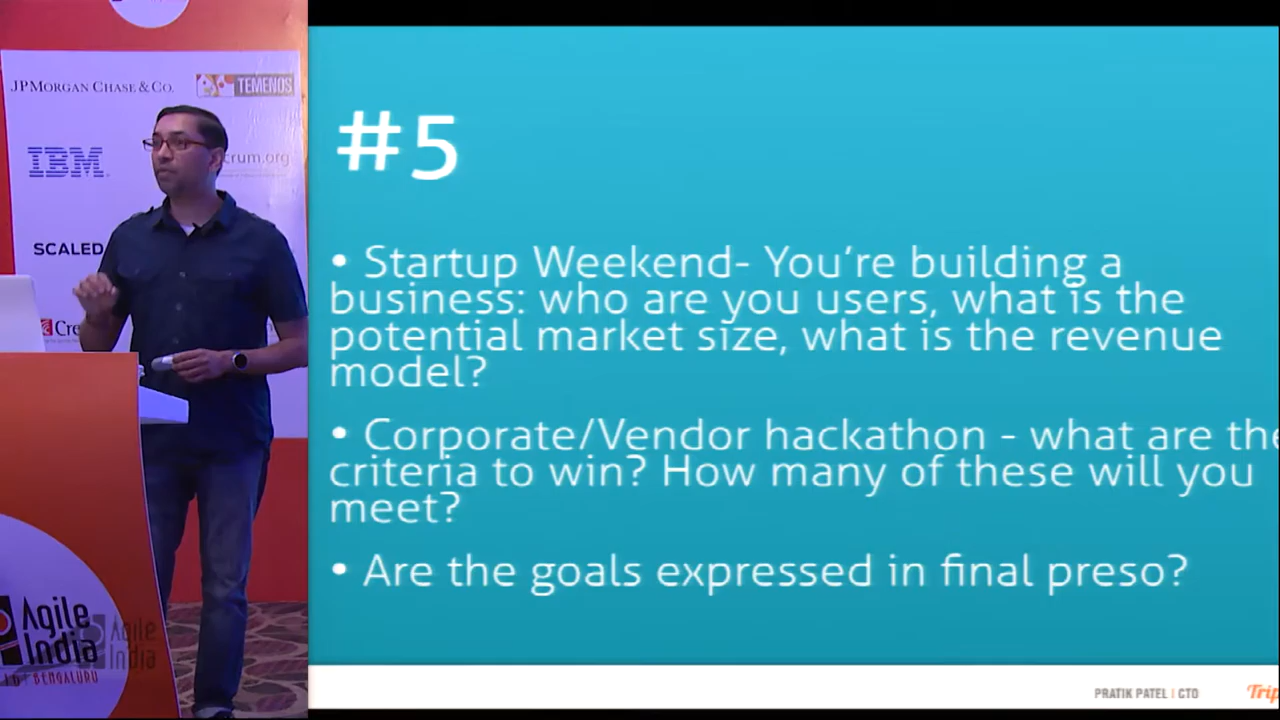 JPMORGAN CHASE & CO.
TEMENOS
IBM
crum.org
SCALED
Cre
Agile
India
BENGALURU
Agile
India
#5
• Startup Weekend- You're building a
business: who are you users, what is the
potential market size, what is the revenue
model?
• Corporate/Vendor hackathon - what are the
criteria to win? How many of these will you
meet?
• Are the goals expressed in final preso?
PRATIK PATEL | CTO
Trip